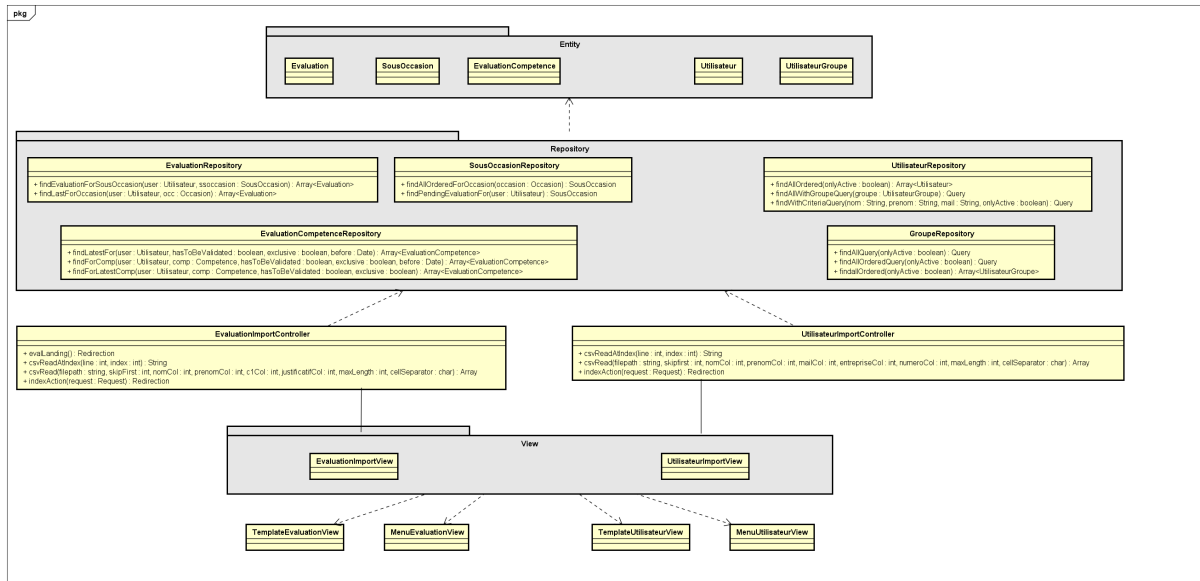 pkg
Entity
Evaluation
SousOccasion
EvaluationCompetence
Utilisateur
UtilisateurGroupe
Repository
EvaluationRepository
+ findEvaluationForSousOccasion(user : Utilisateur, ssoccasion : SousOccasion) : Array<Evaluation>
+ findLastForOccasion(user : Utilisateur, occ : Occasion) : Array<Evaluation>
SousOccasionRepository
+ findAllOrderedForOccasion(occasion : Occasion) : SousOccasion
+ findPendingEvaluationFor(user : Utilisateur) : SousOccasion
UtilisateurRepository
+ findAllOrdered(onlyActive : boolean) : Array<Utilisateur>
+ findAllWithGroupeQuery(groupe : UtilisateurGroupe) : Query
+ findWithCriteriaQuery(nom : String, prenom : String, mail : String, onlyActive : boolean) : Query
EvaluationCompetenceRepository
+ findLatestFor(user : Utilisateur, hasToBeValidated : boolean, exclusive : boolean, before : Date) : Array<EvaluationCompetence>
+ findForComp(user : Utilisateur, comp : Competence, hasToBeValidated : boolean, exclusive : boolean, before : Date) : Array<EvaluationCompetence>
+ findForLatestComp(user : Utilisateur, comp : Competence, hasToBeValidated : boolean, exclusive : boolean) : Array<EvaluationCompetence>
GroupeRepository
+ findAllQuery(onlyActive : boolean) : Query
+ findAllOrderedQuery(onlyActive : boolean) : Query
+ findallOrdered(onlyActive : boolean) : Array<UtilisateurGroupe>
EvaluationImportController
+ evalLanding() : Redirection
+ csvReadAtIndex(line : int, index : int) : String
+ csvRead(filepath : string, skipFirst : int, nomCol : int, prenomCol : int, c1Col : int, justificatifCol : int, maxLength : int, cellSeparator : char) : Array
+ indexAction(request : Request) : Redirection
UtilisateurImportController
+ csvReadAtIndex(line : int, index : int) : String
+ csvRead(filepath : string, skipfirst : int, nomCol : int, prenomCol : int, mailCol : int, entrepriseCol : int, numeroCol : int, maxLength : int, cellSeparator : char) : Array
+ indexAction(request : Request) : Redirection
View
EvaluationImportView
UtilisateurImportView
TemplateEvaluationView
MenuEvaluationView
TemplateUtilisateurView
MenuUtilisateurView